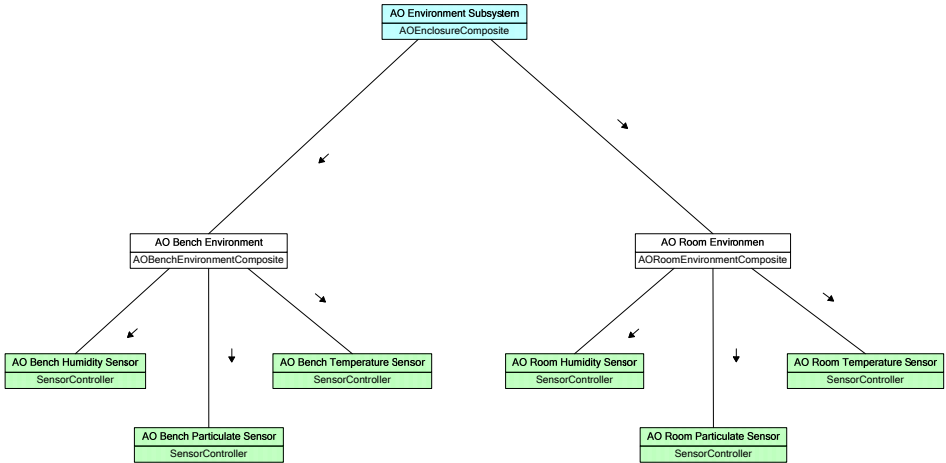 AO Environment Subsystem
AOEnclosureComposite
AO Bench Environment
AOBenchEnvironmentComposite
AO Room Environmen
AORoomEnvironmentComposite
AO Bench Humidity Sensor
SensorController
AO Bench Temperature Sensor
SensorController
AO Room Humidity Sensor
SensorController
AO Room Temperature Sensor
SensorController
AO Bench Particulate Sensor
SensorController
AO Room Particulate Sensor
SensorController